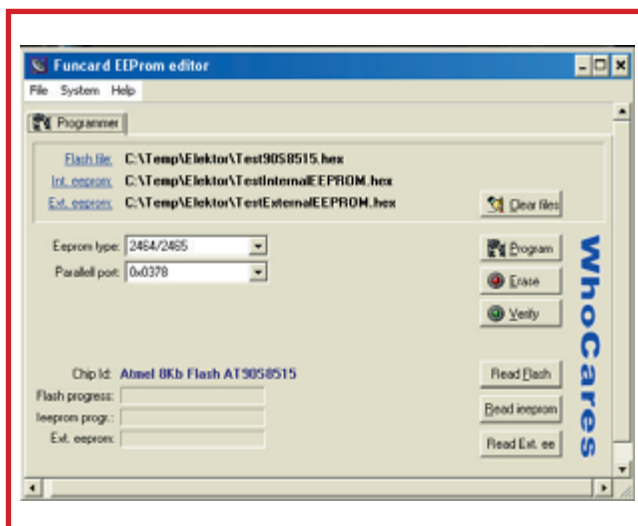 Funcard EEProm editor
File System Help
Programmer
Flash file: C:\Temp\Elektor\Test90S8515.hex
Int. eeprom: C:\Temp\Elektor\TestInternalEEPROM.hex
Ext. eeprom: C:\Temp\Elektor\TestExternalEEPROM.hex
Clear files
Eeprom type: 2464/2465
Parallell port: 0x0378
Program
Erase
Verify
WhoCares
Chip Id: Atmel 8Kb Flash AT90S8515
Flash progress:
Ieeprom progr.:
Ext. eeprom:
Read Flash
Read ieeprom
Read Ext. ee